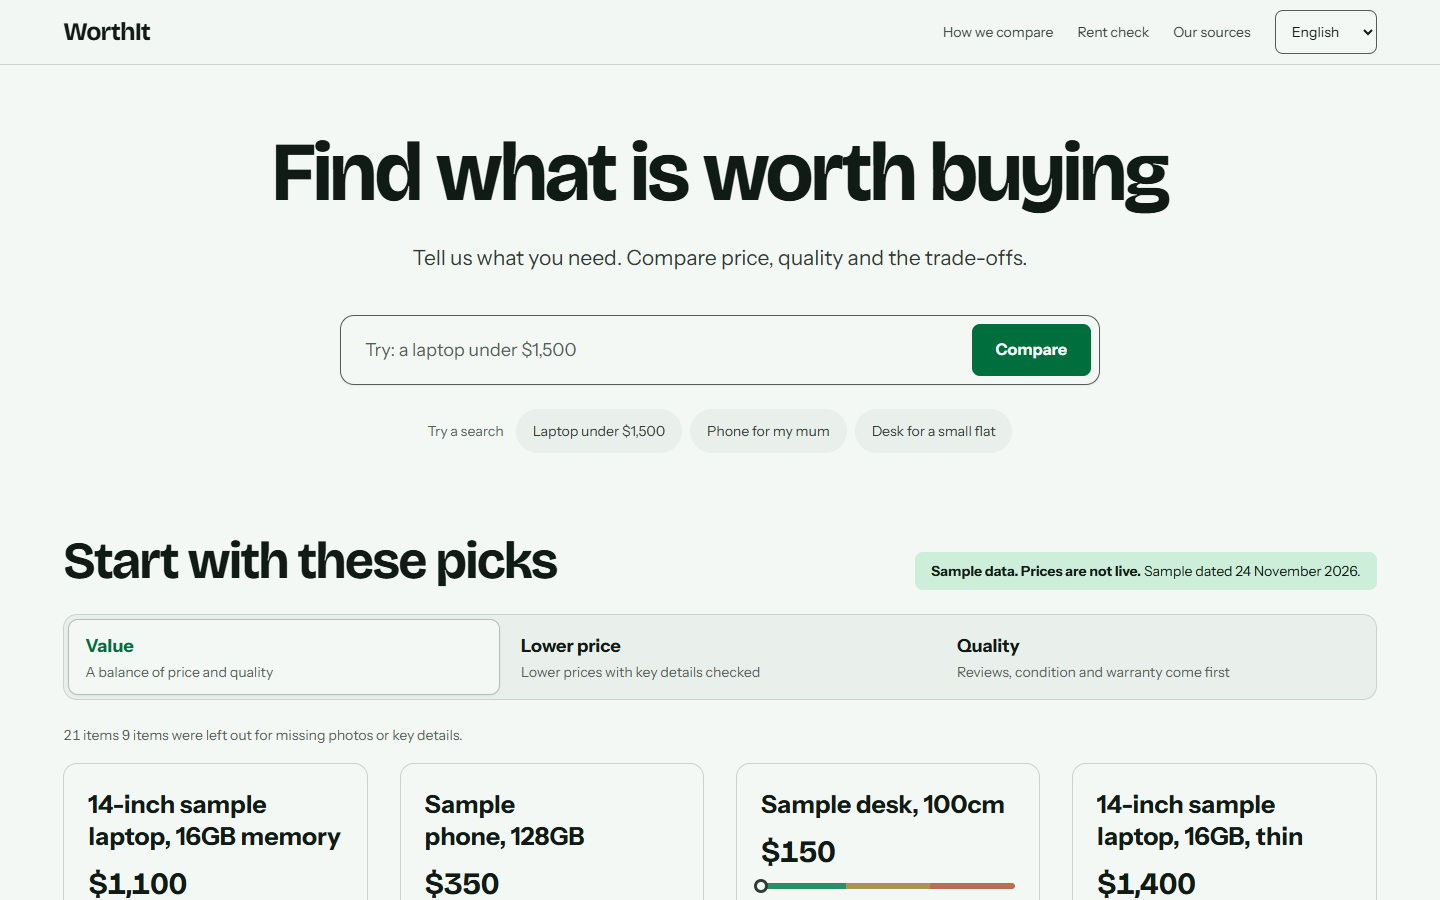 WorthIt
How we compare
Rent check
Our sources
English
Find what is worth buying
Tell us what you need. Compare price, quality and the trade-offs.
Try: a laptop under $1,500
Compare
Try a search
Laptop under $1,500
Phone for my mum
Desk for a small flat
Start with these picks
Sample data. Prices are not live. Sample dated 24 November 2026.
Value
A balance of price and quality
Lower price
Lower prices with key details checked
Quality
Reviews, condition and warranty come first
21 items 9 items were left out for missing photos or key details.
14-inch sample
laptop, 16GB memory
$1,100
Sample
phone, 128GB
$350
Sample desk, 100cm
$150
14-inch sample
laptop, 16GB, thin
$1,400